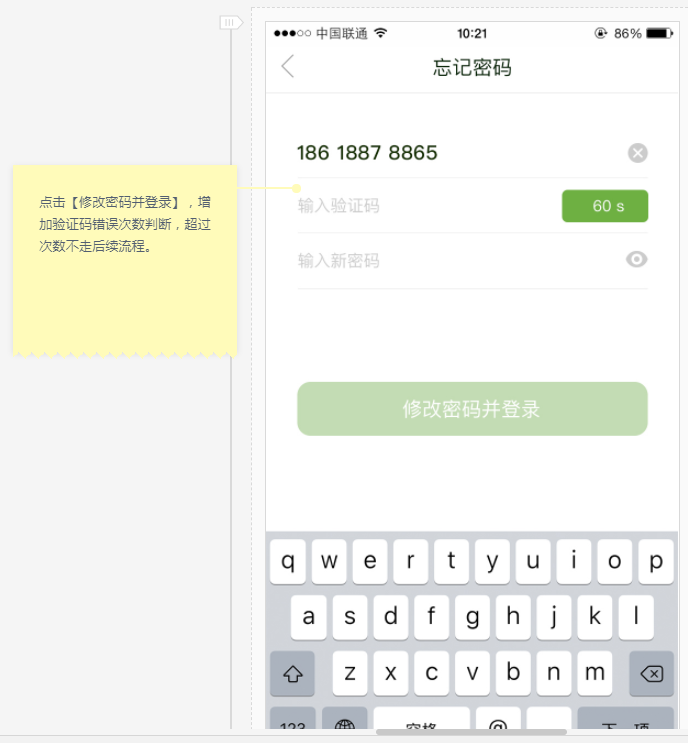 中国联通 10:21 86%
忘记密码
186 1887 8865
点击【修改密码并登录】，增
加验证码错误次数判断，超过
次数不走后续流程。
输入验证码 60 s
输入新密码
修改密码并登录
q w e r t y u i o p
a s d f g h j k l
z x c v b n m
123 空格 @ . 下一项